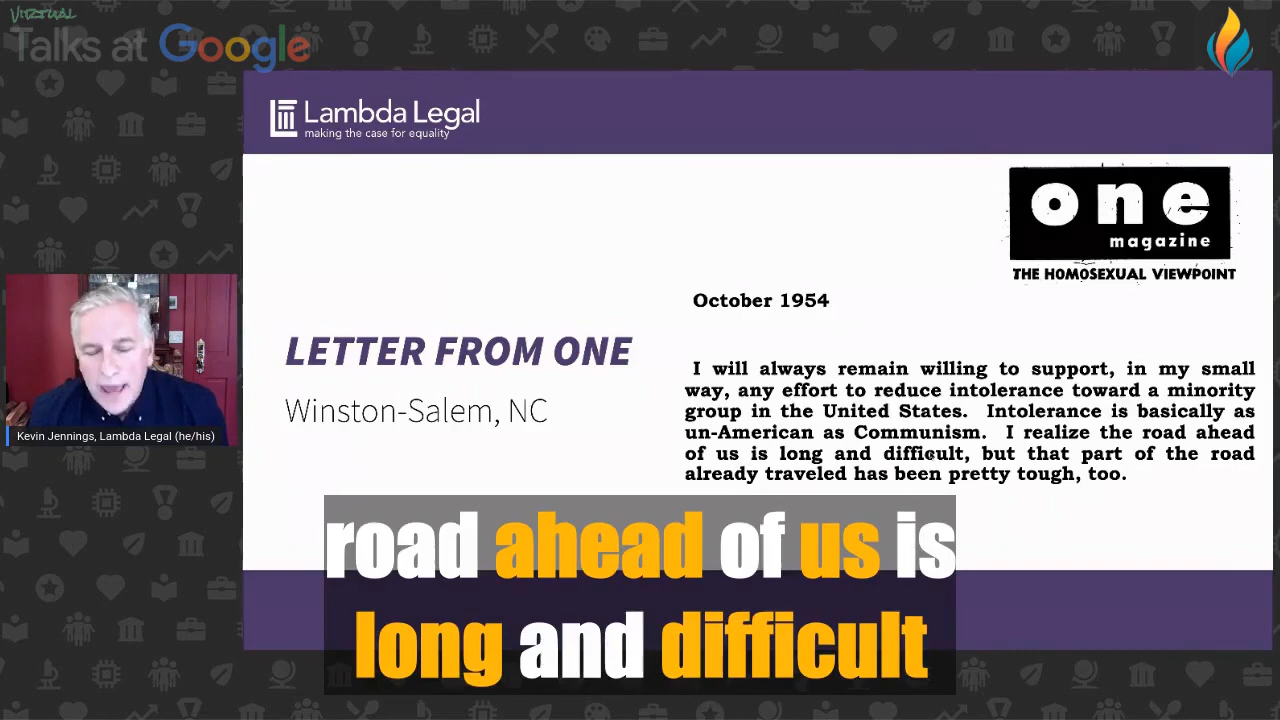 VIRTUAL
Talks at Google
Lambda Legal
making the case for equality
one
magazine
THE HOMOSEXUAL VIEWPOINT
October 1954
LETTER FROM ONE
Winston-Salem, NC
I will always remain willing to support, in my small
way, any effort to reduce intolerance toward a minority
group in the United States. Intolerance is basically as
un-American as Communism. I realize the road ahead
of us is long and difficult, but that part of the road
already traveled has been pretty tough, too.
Kevin Jennings, Lambda Legal (he/his)
road ahead of us is
long and difficult